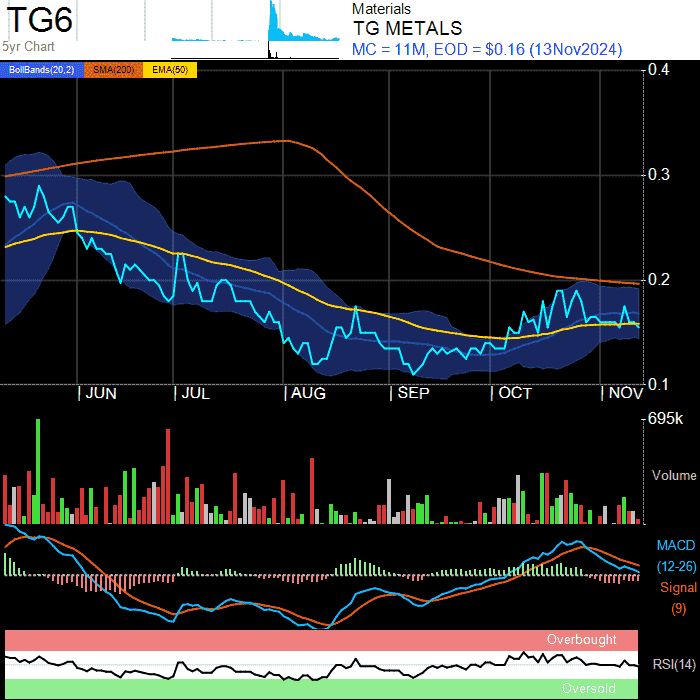 TG6
5yr Chart
Materials
TG METALS
MC = 11M, EOD = $0.16 (13Nov2024)
BollBands(20,2) SMA(200) EMA(50)
0.4
0.3
0.2
0.1
JUN JUL AUG SEP OCT NOV
695k
Volume
MACD
(12-26)
Signal
(9)
Overbought
RSI(14)
Oversold